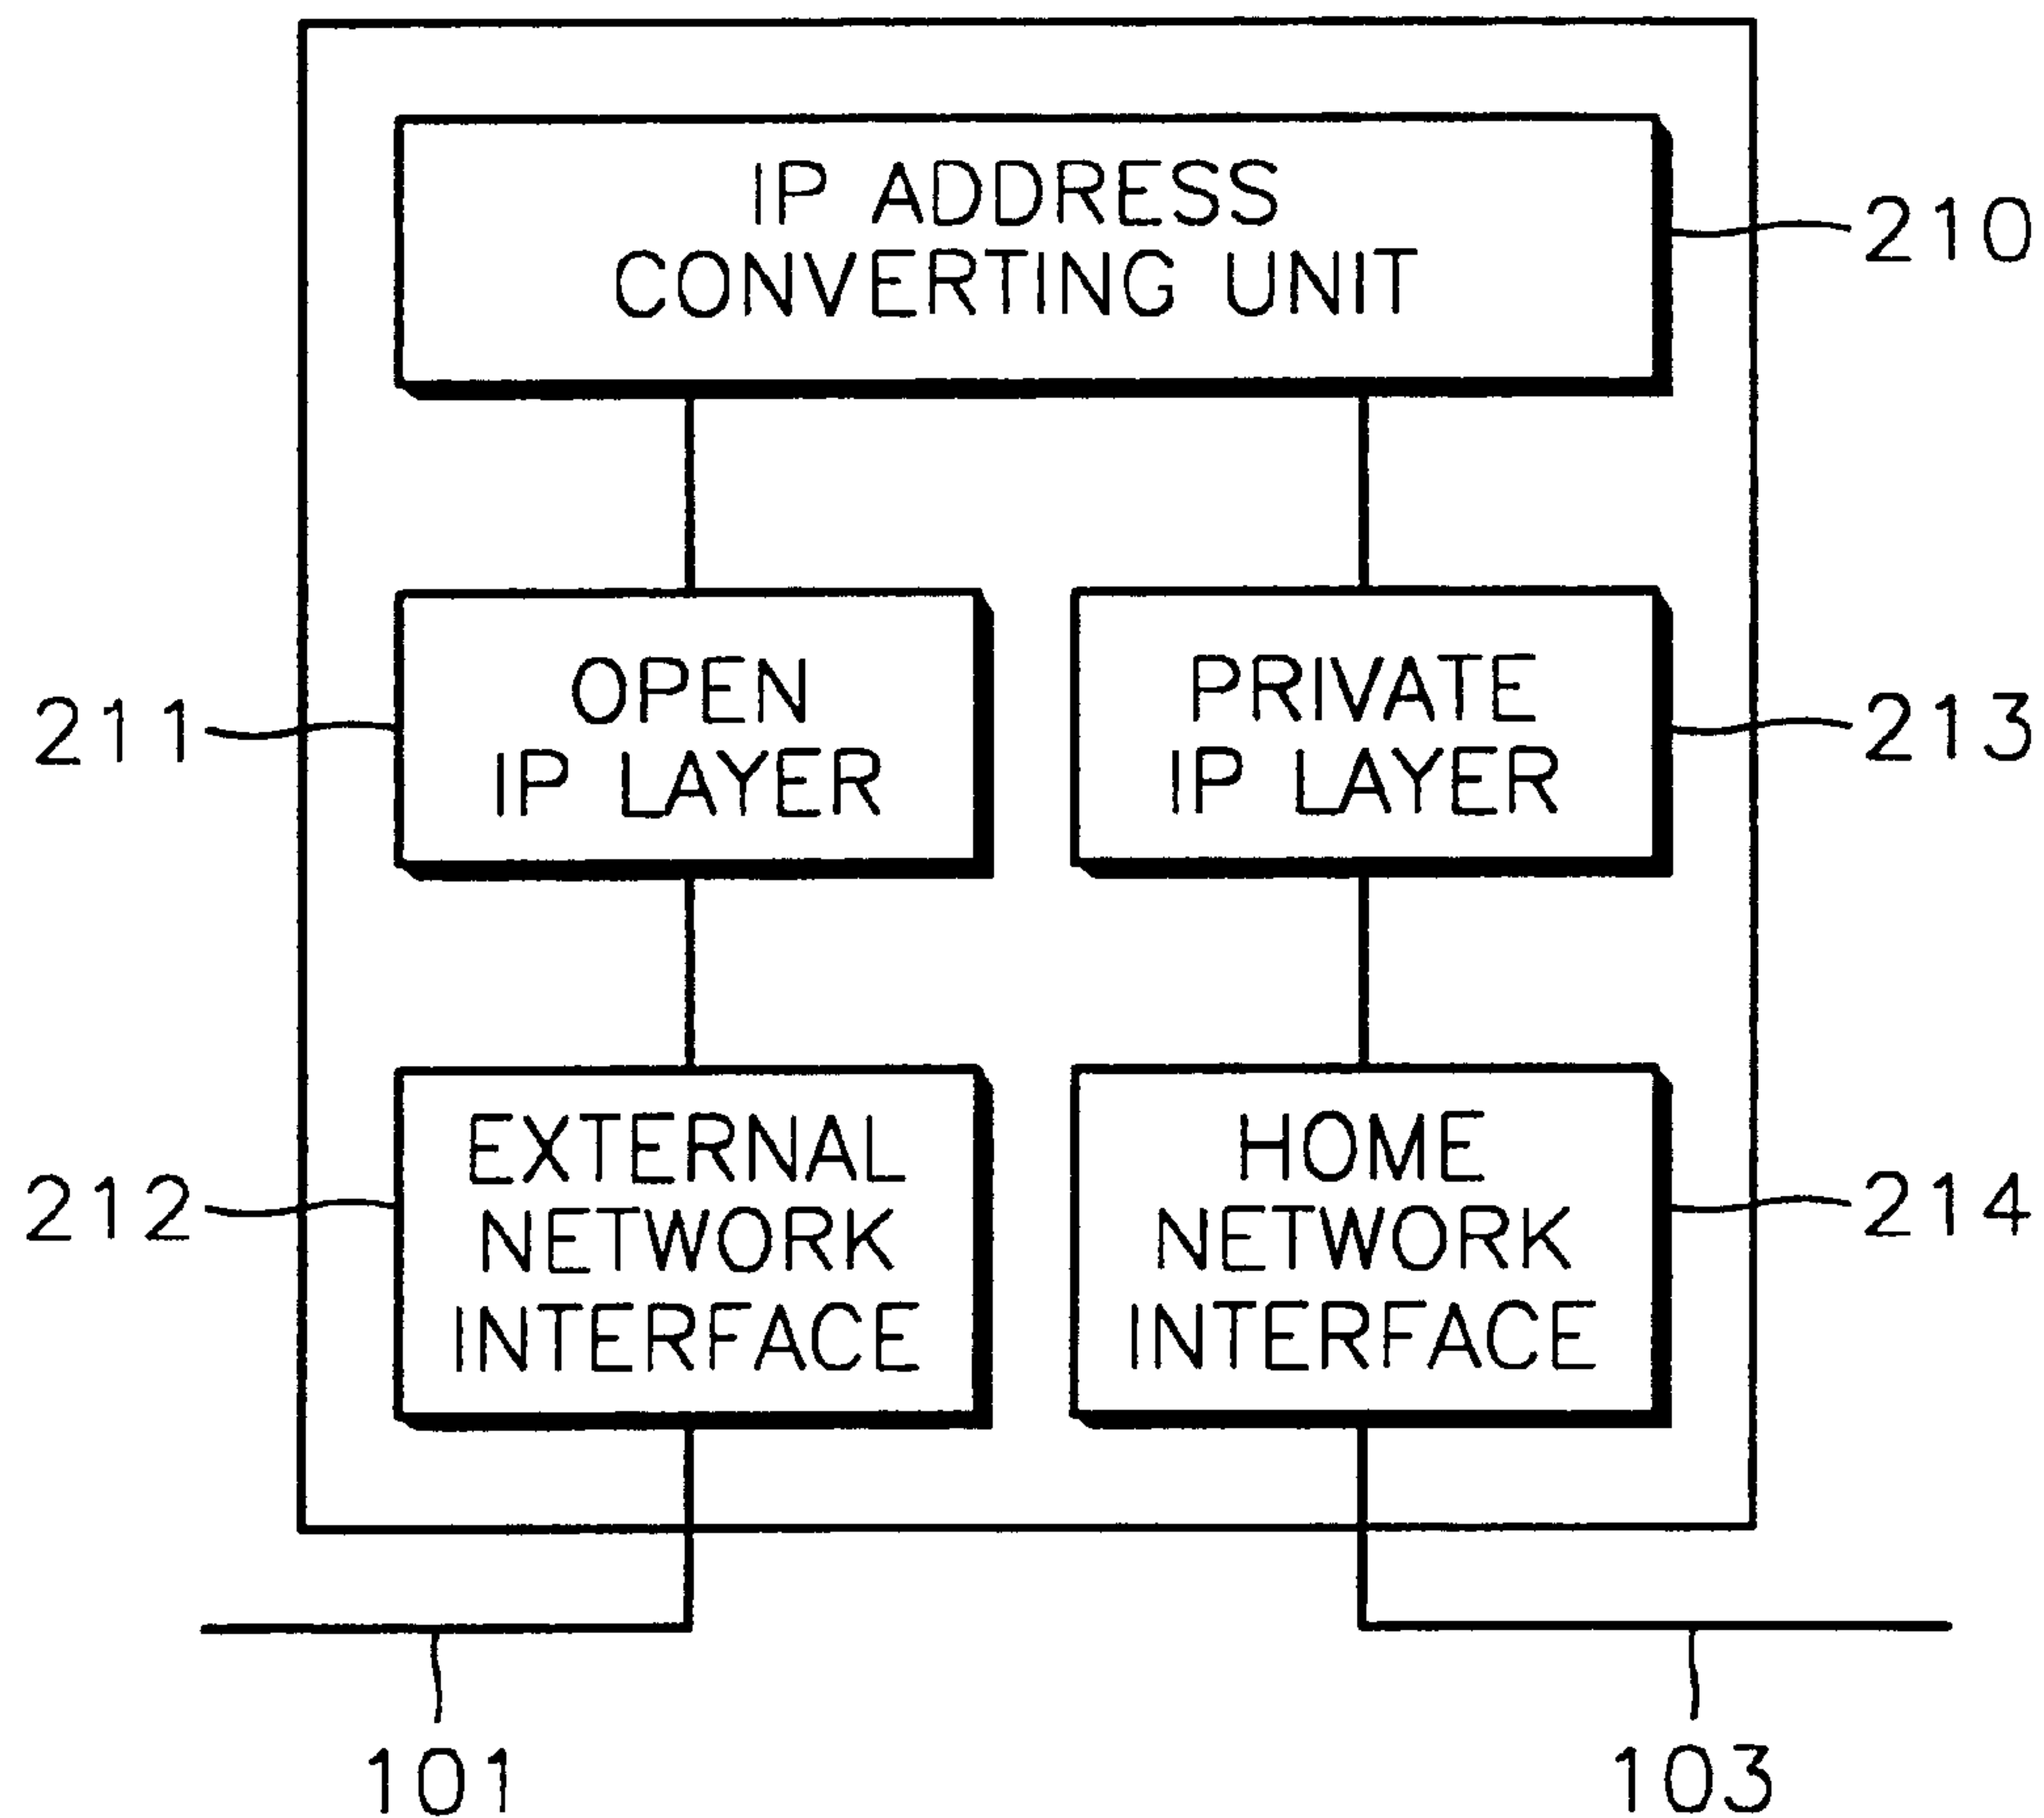 IP ADDRESS
CONVERTING UNIT
210
211
OPEN
IP LAYER
PRIVATE
IP LAYER
213
212
EXTERNAL
NETWORK
INTERFACE
HOME
NETWORK
INTERFACE
214
101
103